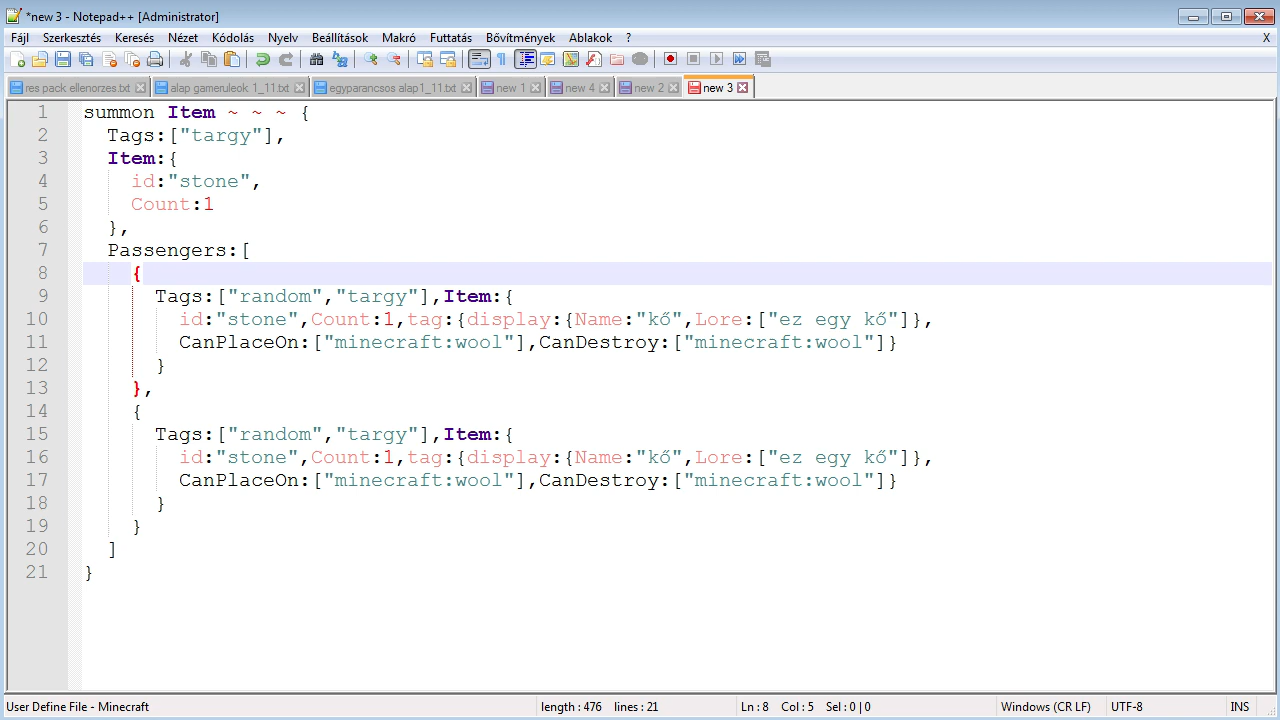 *new 3 - Notepad++ [Administrator]
Fájl Szerkesztés Keresés Nézet Kódolás Nyelv Beállítások Makró Futtatás Bővítmények Ablakok ? X
res pack ellenorzes.txt alap gameruleok 1_11.txt egyparancsos alap1_11.txt new 1 new 4 new 2 new 3
1 summon Item ~ ~ ~ {
2 Tags:["targy"],
3 Item:{
4 id:"stone",
5 Count:1
6 },
7 Passengers:[
8 {
9 Tags:["random","targy"],Item:{
10 id:"stone",Count:1,tag:{display:{Name:"kő",Lore:["ez egy kő"]},
11 CanPlaceOn:["minecraft:wool"],CanDestroy:["minecraft:wool"]}
12 }
13 },
14 {
15 Tags:["random","targy"],Item:{
16 id:"stone",Count:1,tag:{display:{Name:"kő",Lore:["ez egy kő"]},
17 CanPlaceOn:["minecraft:wool"],CanDestroy:["minecraft:wool"]}
18 }
19 }
20 ]
21 }
User Define File - Minecraft length : 476 lines : 21 Ln : 8 Col : 5 Sel : 0 | 0 Windows (CR LF) UTF-8 INS